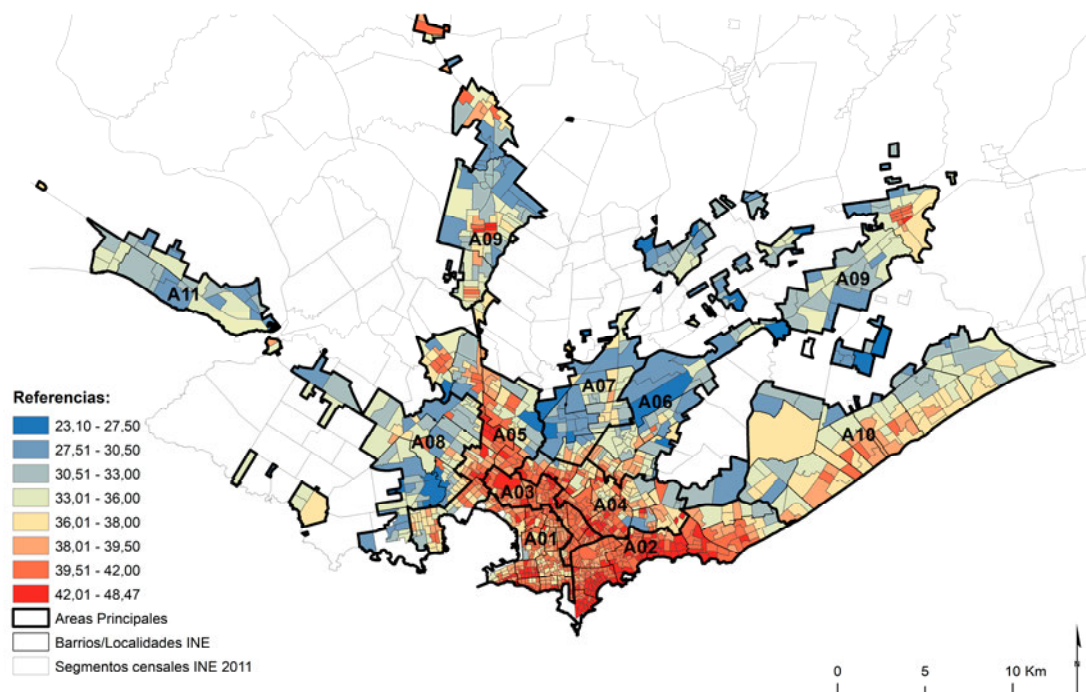 A09
A09
A11
A07
A06
A10
A08
A05
A03
A04
A01
A02
Referencias:
23,10 - 27,50
27,51 - 30,50
30,51 - 33,00
33,01 - 36,00
36,01 - 38,00
38,01 - 39,50
39,51 - 42,00
42,01 - 48,47
Areas Principales
Barrios/Localidades INE
Segmentos censales INE 2011
0 5 10 Km